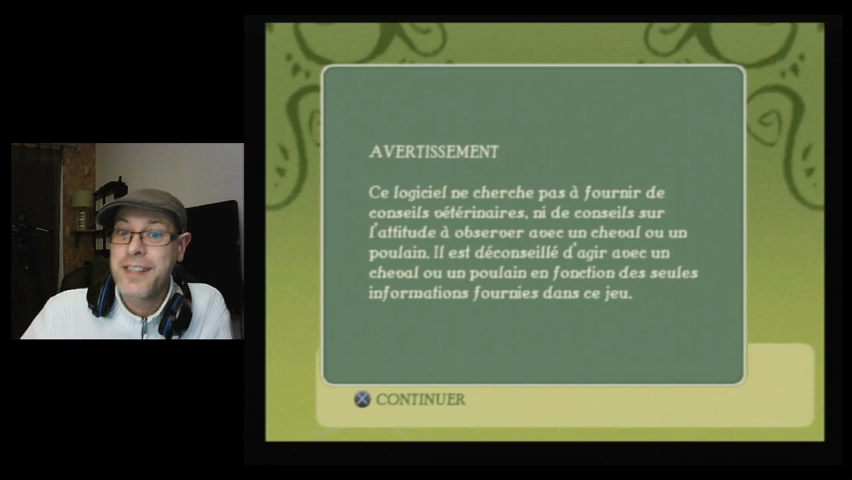 AVERTISSEMENT
Ce logiciel ne cherche pas à fournir de
conseils vétérinaires, ni de conseils sur
l'attitude à observer avec un cheval ou un
poulain. Il est déconseillé d'agir avec un
cheval ou un poulain en fonction des seules
informations fournies dans ce jeu.
CONTINUER